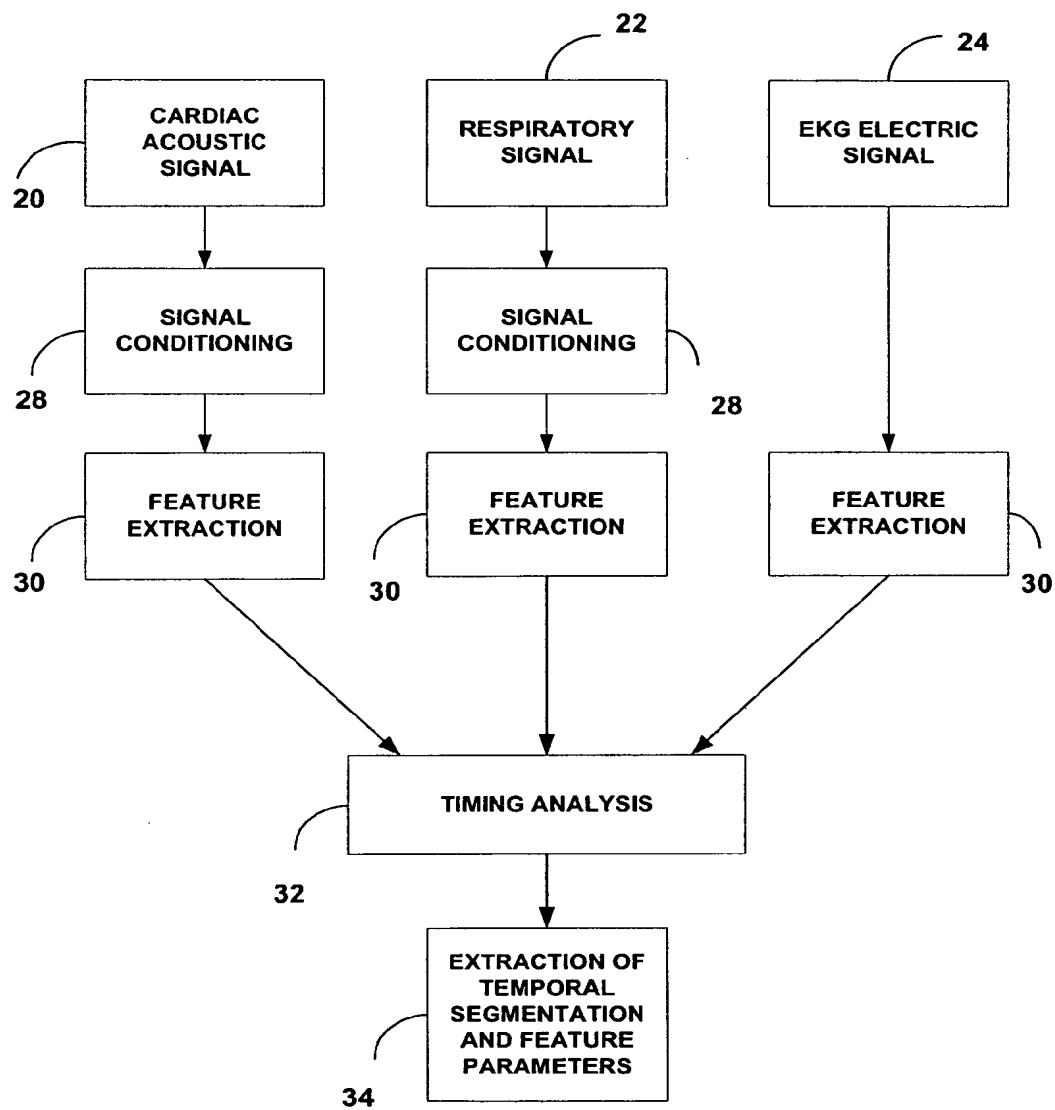 22
24
CARDIAC
ACOUSTIC
SIGNAL
RESPIRATORY
SIGNAL
EKG ELECTRIC
SIGNAL
20
SIGNAL
CONDITIONING
SIGNAL
CONDITIONING
28
28
FEATURE
EXTRACTION
FEATURE
EXTRACTION
FEATURE
EXTRACTION
30
30
30
TIMING ANALYSIS
32
EXTRACTION OF
TEMPORAL
SEGMENTATION
AND FEATURE
PARAMETERS
34